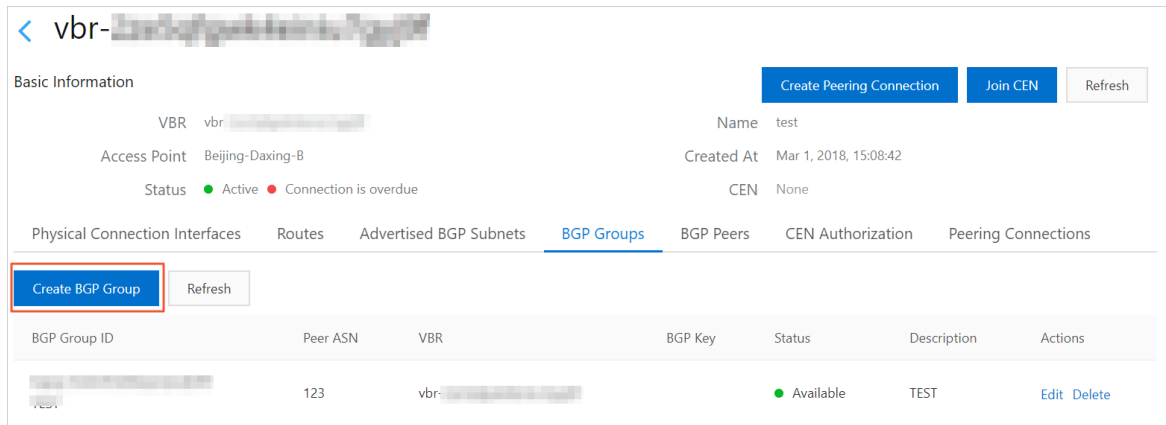 vbr-
Basic Information
Create Peering Connection Join CEN Refresh
VBR vbr Name test
Access Point Beijing-Daxing-B Created At Mar 1, 2018, 15:08:42
Status Active Connection is overdue CEN None
Physical Connection Interfaces Routes Advertised BGP Subnets BGP Groups BGP Peers CEN Authorization Peering Connections
Create BGP Group Refresh
BGP Group ID Peer ASN VBR BGP Key Status Description Actions
123 vbr- Available TEST Edit Delete